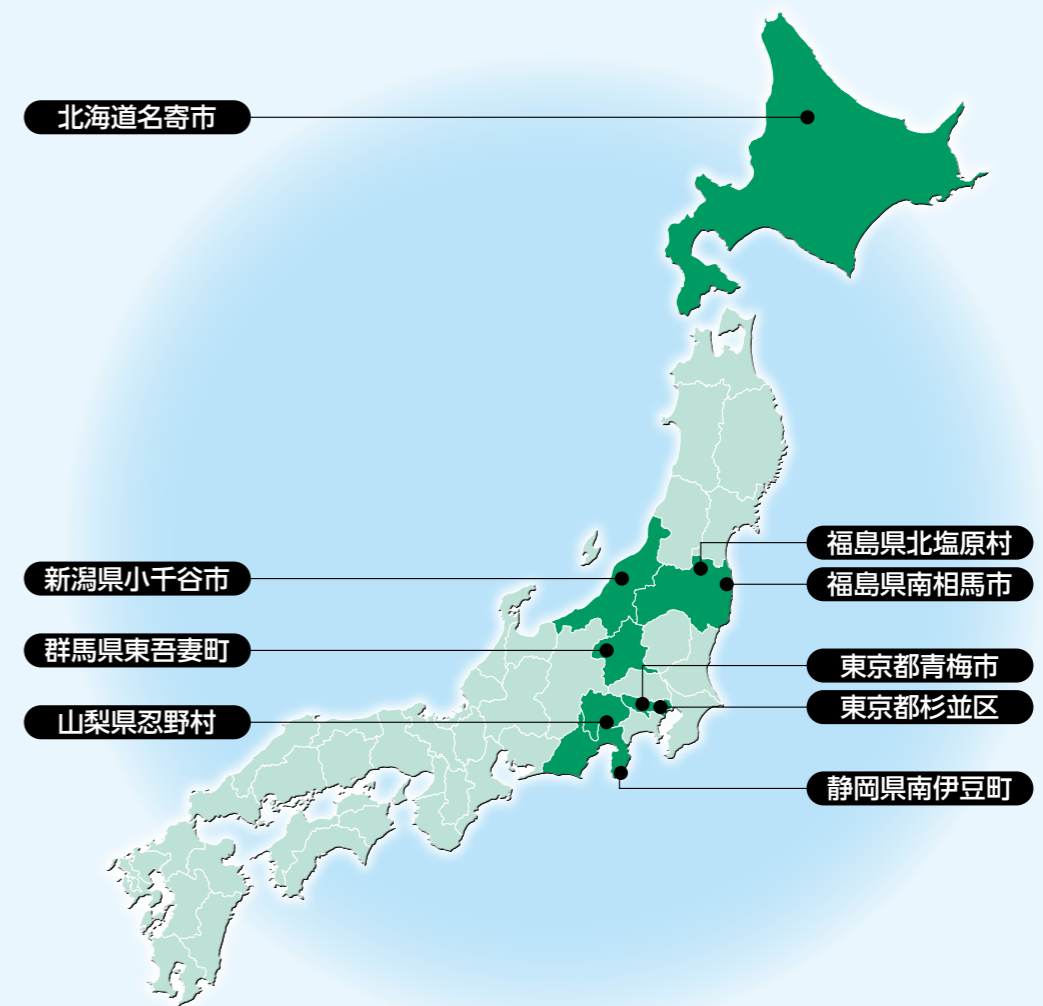 北海道名寄市
新潟県小千谷市
群馬県東吾妻町
山梨県忍野村
福島県北塩原村
福島県南相馬市
東京都青梅市
東京都杉並区
静岡県南伊豆町